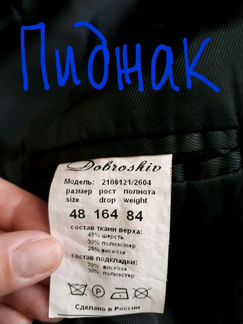 Пиджак
Dobroskiv
Модель: 2108121/2604
размер рост полнота
size drop weight
48 164 84
состав ткани верха:
45% шерсть
30% полиэстер
25% вискоза
состав подкладки:
70% вискоза
30% полиэстер
P
Сделано в России